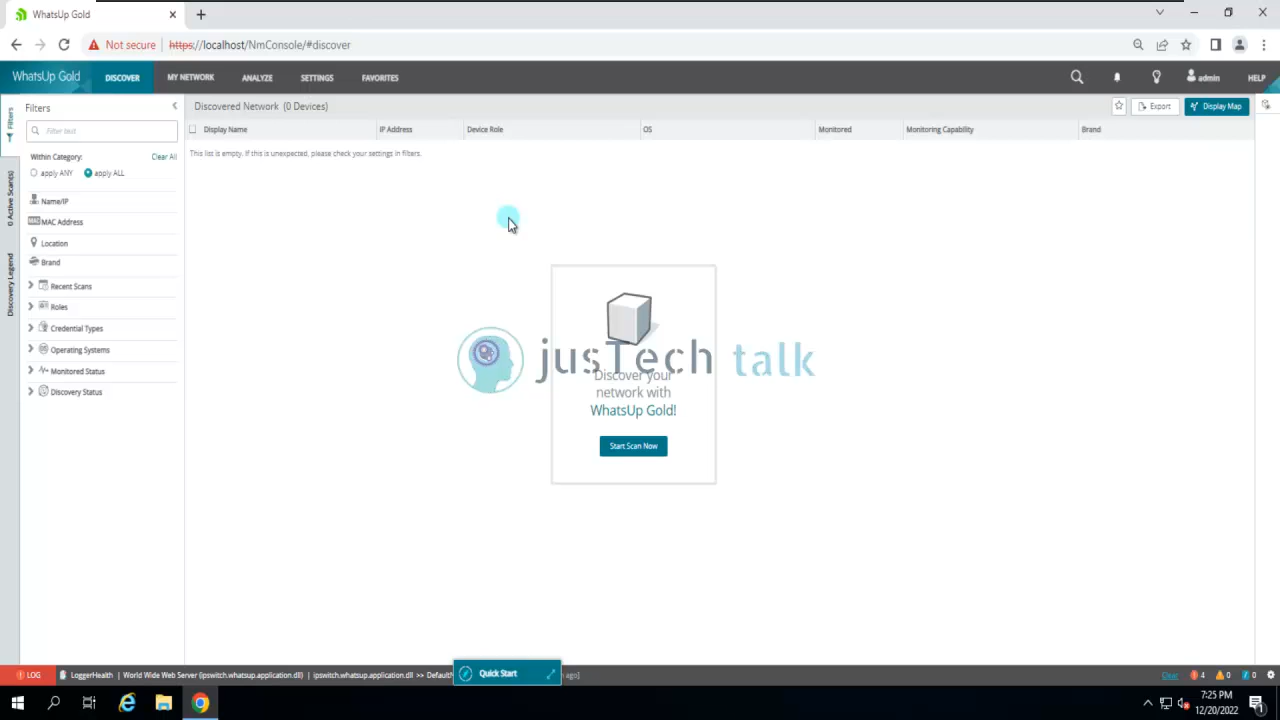 WhatsUp Gold
Not secure https://localhost/NmConsole/#discover
WhatsUp Gold DISCOVER MY NETWORK ANALYZE SETTINGS FAVORITES admin HELP
Filters
Filters
0 Active Scan(s)
Discovery Legend
Filter text
Within Category: Clear All
apply ANY apply ALL
Name/IP
MAC MAC Address
Location
Brand
Recent Scans
Roles
Credential Types
Operating Systems
Monitored Status
Discovery Status
Discovered Network (0 Devices) Export Display Map
Display Name IP Address Device Role OS Monitored Monitoring Capability Brand
This list is empty. If this is unexpected, please check your settings in filters.
jusTech talk
Discover your
network with
WhatsUp Gold!
Start Scan Now
LOG LoggerHealth World Wide Web Server (ipswitch.whatsup.application.dll) ipswitch.whatsup.application.dll >> Quick Start ago] Clear 4 0 0
7:25 PM
12/20/2022
1